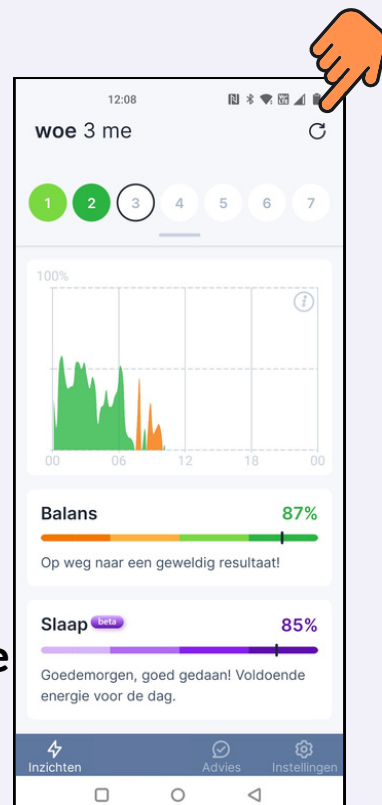 12:08
woe 3 me
1 2 3 4 5 6 7
100%
00 06 12 18 00
Balans 87%
Op weg naar een geweldig resultaat!
Slaap beta 85%
e
Goedemorgen, goed gedaan! Voldoende
energie voor de dag.
Inzichten Advies Instellingen